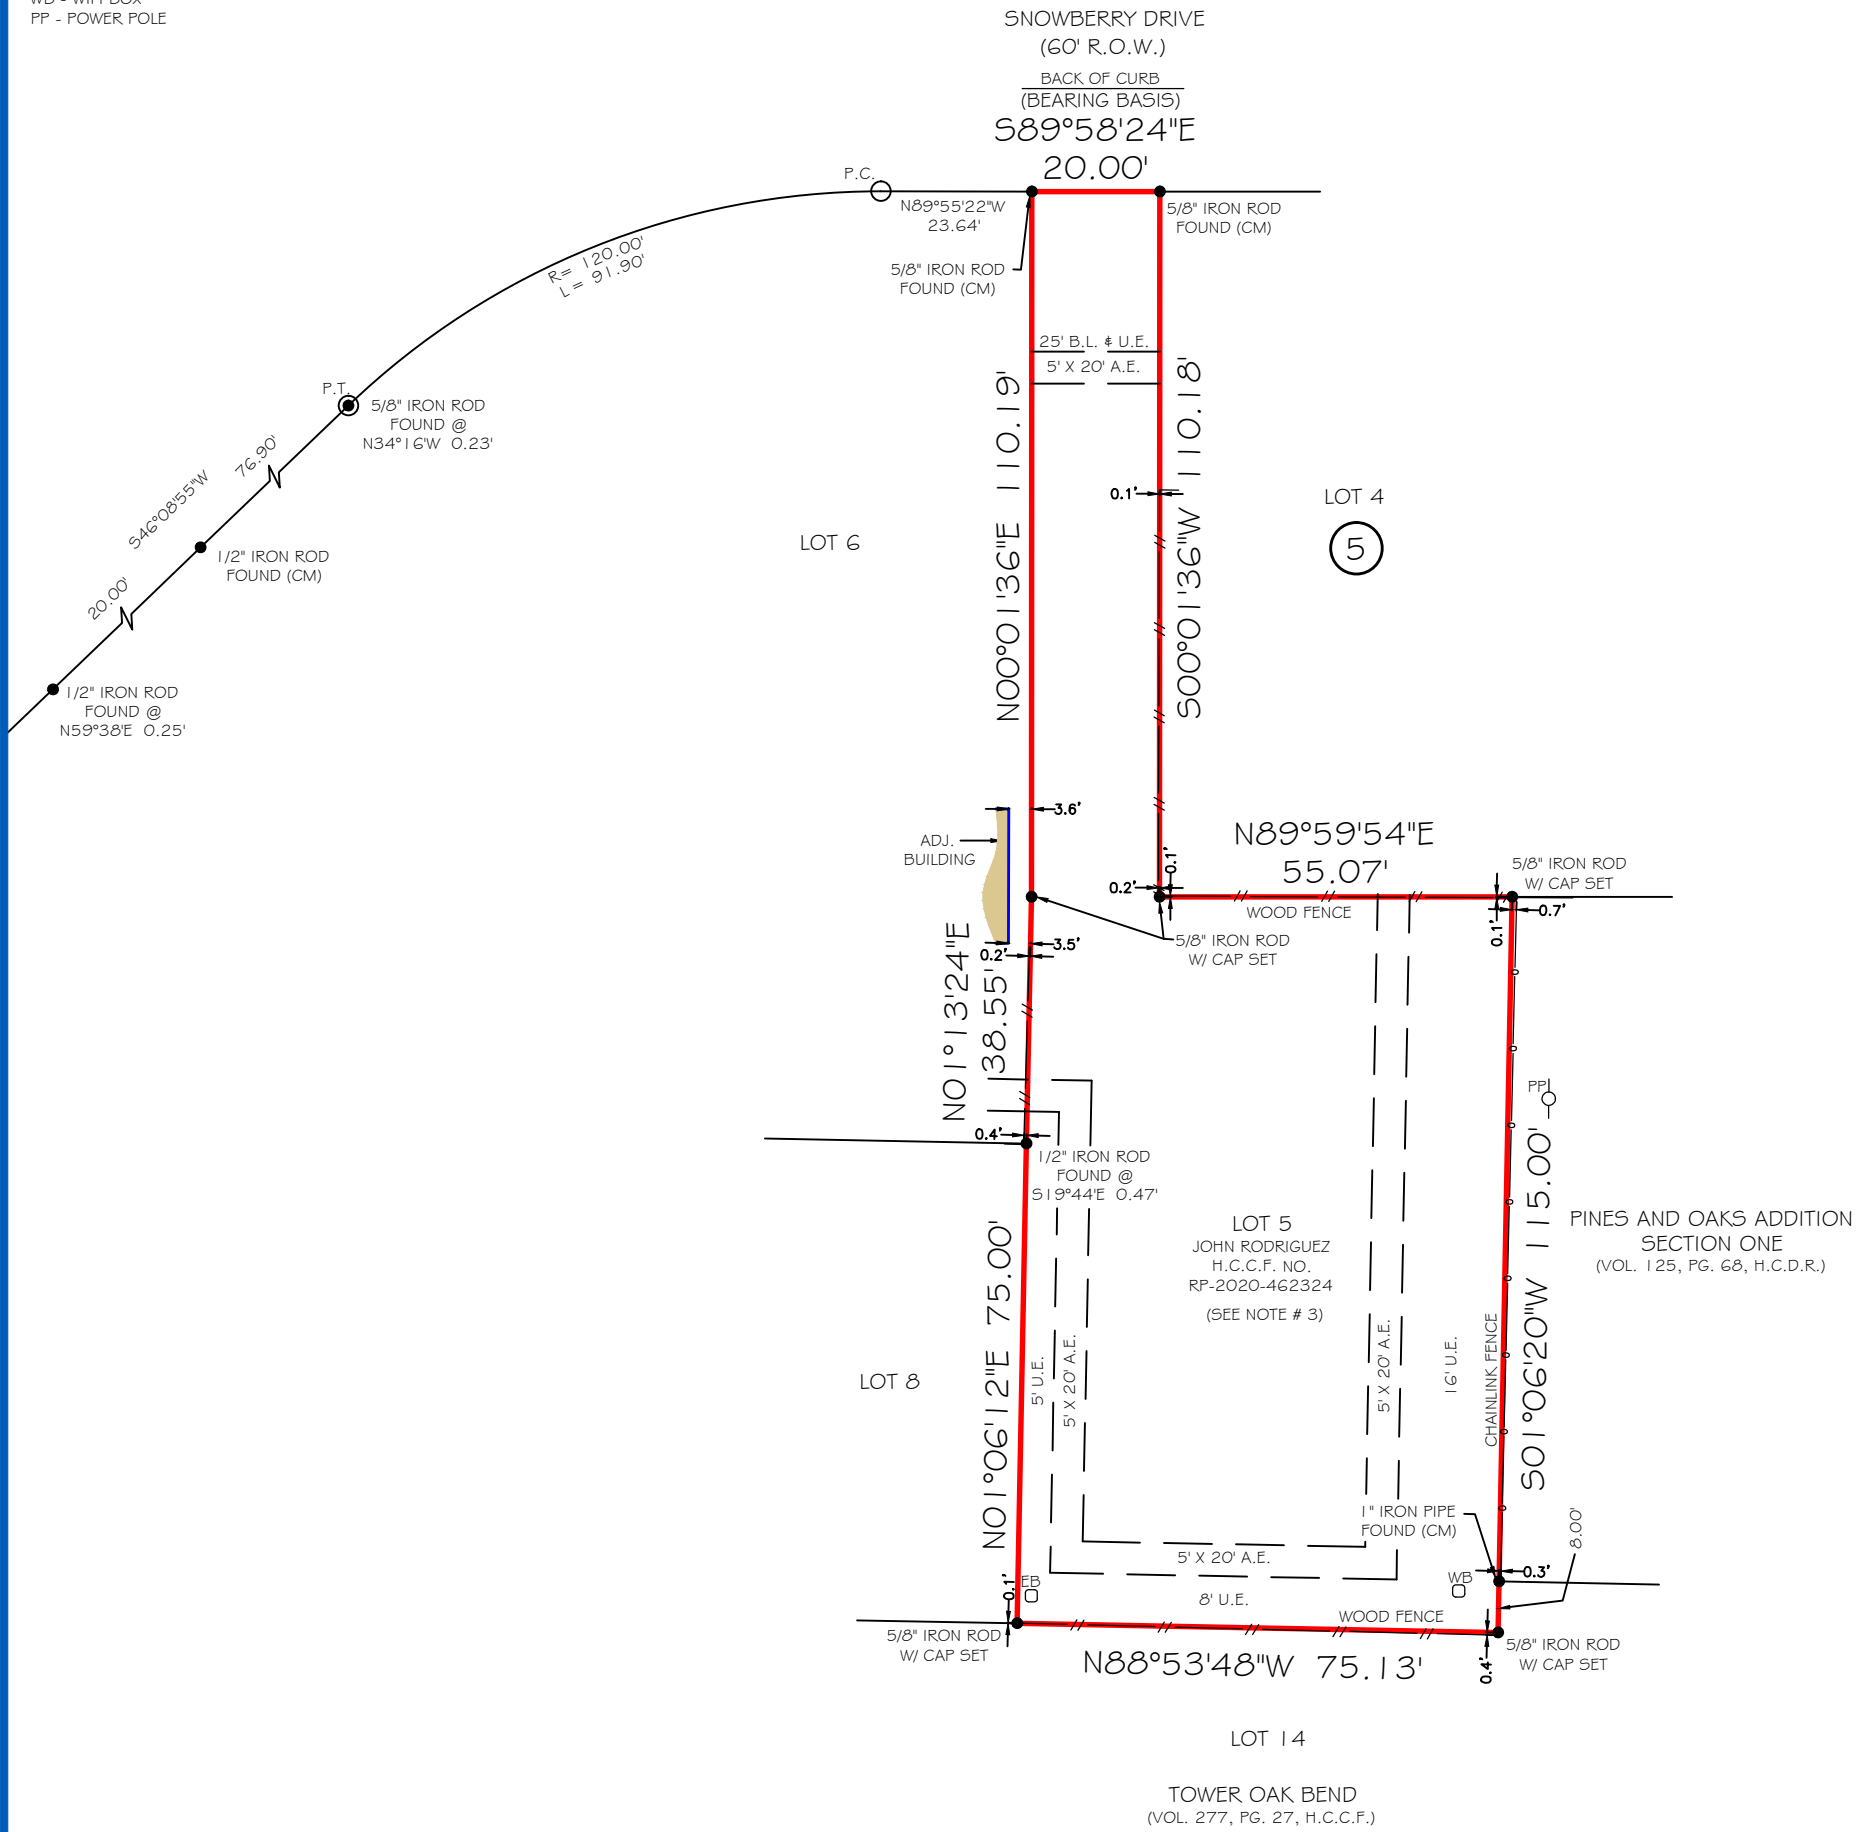 PP - POWER POLE
SNOWBERRY DRIVE
(60' R.O.W.)
BACK OF CURB
(BEARING BASIS)
S89°58'24"E
20.00'
P.C.
N89°55'22"W
23.64'
5/8" IRON ROD
FOUND (CM)
5/8" IRON ROD
FOUND (CM)
R= 120.00'
L= 91.90'
25' B.L. & U.E.
5' X 20' A.E.
P.T.
5/8" IRON ROD
FOUND @
N34°16'W 0.23'
76.90'
S46°08'55"W
1/2" IRON ROD
FOUND (CM)
20.00'
1/2" IRON ROD
FOUND @
N59°38'E 0.25'
N00°01'36"E 110.19'
S00°01'36"W 110.18'
0.1'
LOT 4
5
LOT 6
3.6'
ADJ.
BUILDING
N89°59'54"E
55.07'
0.1'
0.2'
5/8" IRON ROD
W/ CAP SET
WOOD FENCE
0.1'
0.7'
3.5'
0.2'
5/8" IRON ROD
W/ CAP SET
N01°13'24"E
38.55'
PP
0.4'
1/2" IRON ROD
FOUND @
S19°44'E 0.47'
LOT 5
JOHN RODRIGUEZ
H.C.C.F. NO.
RP-2020-462324
(SEE NOTE # 3)
PINES AND OAKS ADDITION
SECTION ONE
(VOL. 125, PG. 68, H.C.D.R.)
S01°06'20"W 115.00'
N01°06'12"E 75.00'
LOT 8
5' U.E.
5' X 20' A.E.
5' X 20' A.E.
16' U.E.
CHAINLINK FENCE
1" IRON PIPE
FOUND (CM)
8.00'
5' X 20' A.E.
0.1'
EB
WB
0.3'
8' U.E.
WOOD FENCE
5/8" IRON ROD
W/ CAP SET
N88°53'48"W 75.13'
0.4'
5/8" IRON ROD
W/ CAP SET
LOT 14
TOWER OAK BEND
(VOL. 277, PG. 27, H.C.C.F.)